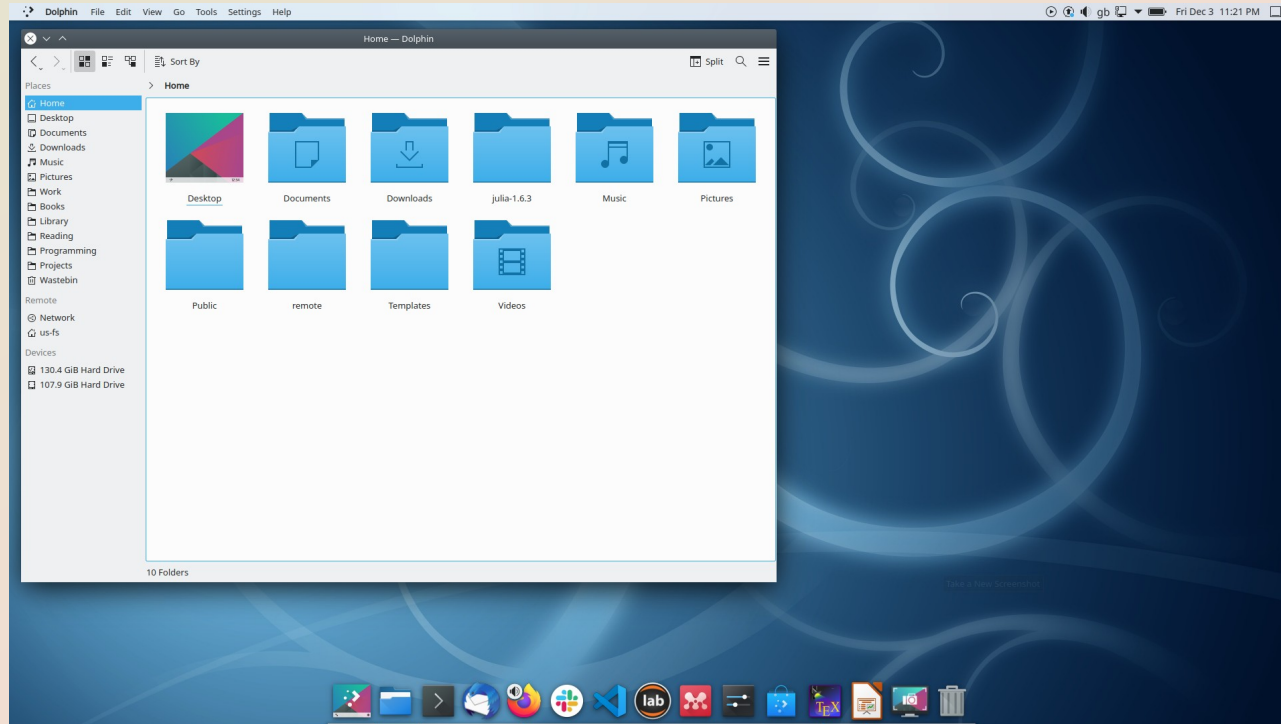 Dolphin File Edit View Go Tools Settings Help
gb Fri Dec 3 11:21 PM
Home — Dolphin
Sort By
Split
Places
Home
Desktop
Documents
Downloads
Music
Pictures
Work
Books
Library
Reading
Programming
Projects
Wastebin
Remote
Network
us-fs
Devices
130.4 GiB Hard Drive
107.9 GiB Hard Drive
Home
Desktop Documents Downloads julia-1.6.3 Music Pictures
Public remote Templates Videos
10 Folders
Take a New Screenshot
lab
TEX